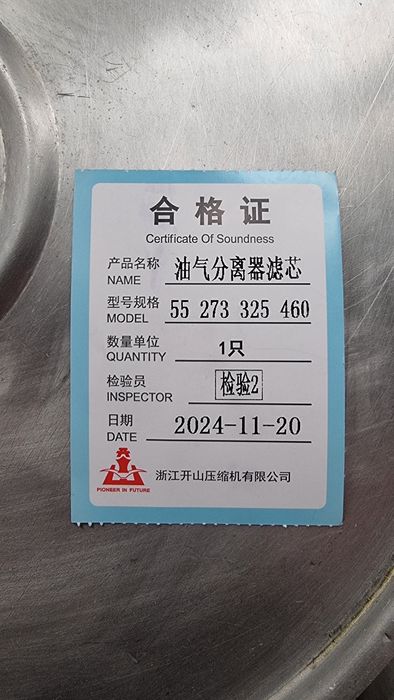 合格证
Certificate Of Soundness
产品名称 油气分离器滤芯
NAME
型号规格 55 273 325 460
MODEL
数量单位 1只
QUANTITY
检验员 检验2
INSPECTOR
日期 2024-11-20
DATE
PIONEER IN FUTURE
浙江开山压缩机有限公司